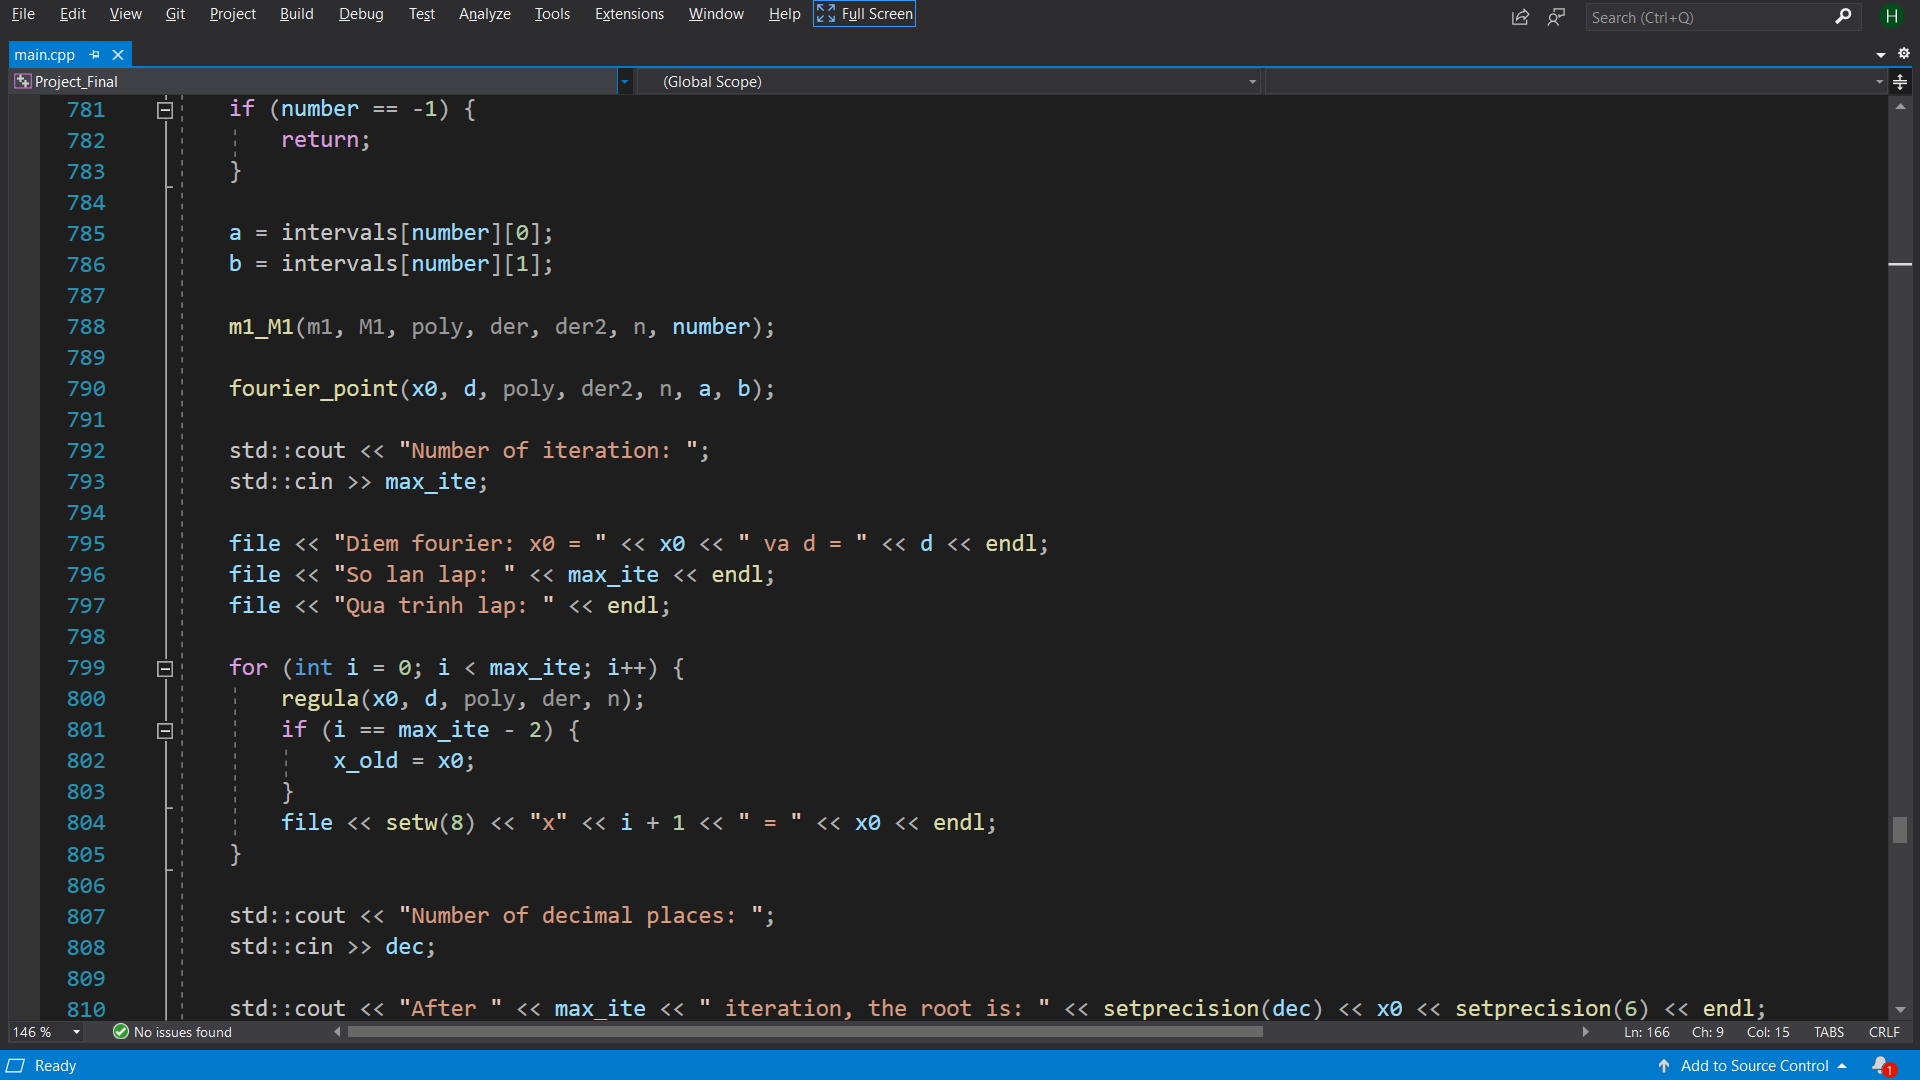 File Edit View Git Project Build Debug Test Analyze Tools Extensions Window Help Full Screen Search (Ctrl+Q) H
main.cpp
Project_Final (Global Scope)
781 if (number == -1) {
782 return;
783 }
784
785 a = intervals[number][0];
786 b = intervals[number][1];
787
788 m1_M1(m1, M1, poly, der, der2, n, number);
789
790 fourier_point(x0, d, poly, der2, n, a, b);
791
792 std::cout << "Number of iteration: ";
793 std::cin >> max_ite;
794
795 file << "Diem fourier: x0 = " << x0 << " va d = " << d << endl;
796 file << "So lan lap: " << max_ite << endl;
797 file << "Qua trinh lap: " << endl;
798
799 for (int i = 0; i < max_ite; i++) {
800 regula(x0, d, poly, der, n);
801 if (i == max_ite - 2) {
802 x_old = x0;
803 }
804 file << setw(8) << "x" << i + 1 << " = " << x0 << endl;
805 }
806
807 std::cout << "Number of decimal places: ";
808 std::cin >> dec;
809
810 std::cout << "After " << max_ite << " iteration, the root is: " << setprecision(dec) << x0 << setprecision(6) << endl;
146 % No issues found Ln: 166 Ch: 9 Col: 15 TABS CRLF
Ready Add to Source Control 1